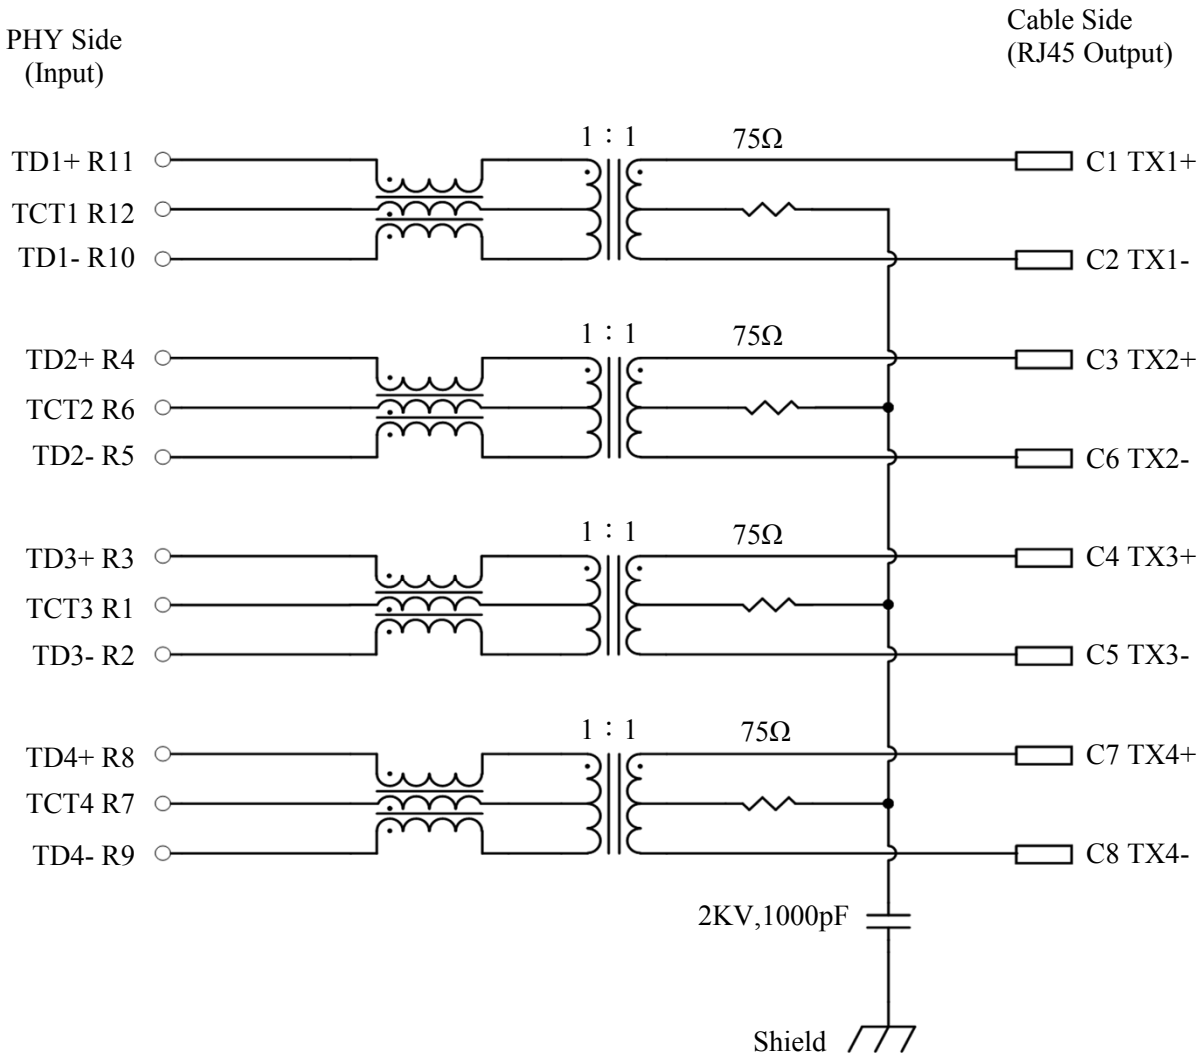 PHY Side
(Input)
Cable Side
(RJ45 Output)
1 : 1
75Ω
TD1+ R11
C1 TX1+
TCT1 R12
TD1- R10
C2 TX1-
1 : 1
75Ω
TD2+ R4
C3 TX2+
TCT2 R6
TD2- R5
C6 TX2-
1 : 1
75Ω
TD3+ R3
C4 TX3+
TCT3 R1
TD3- R2
C5 TX3-
1 : 1
75Ω
TD4+ R8
C7 TX4+
TCT4 R7
TD4- R9
C8 TX4-
2KV,1000pF
Shield